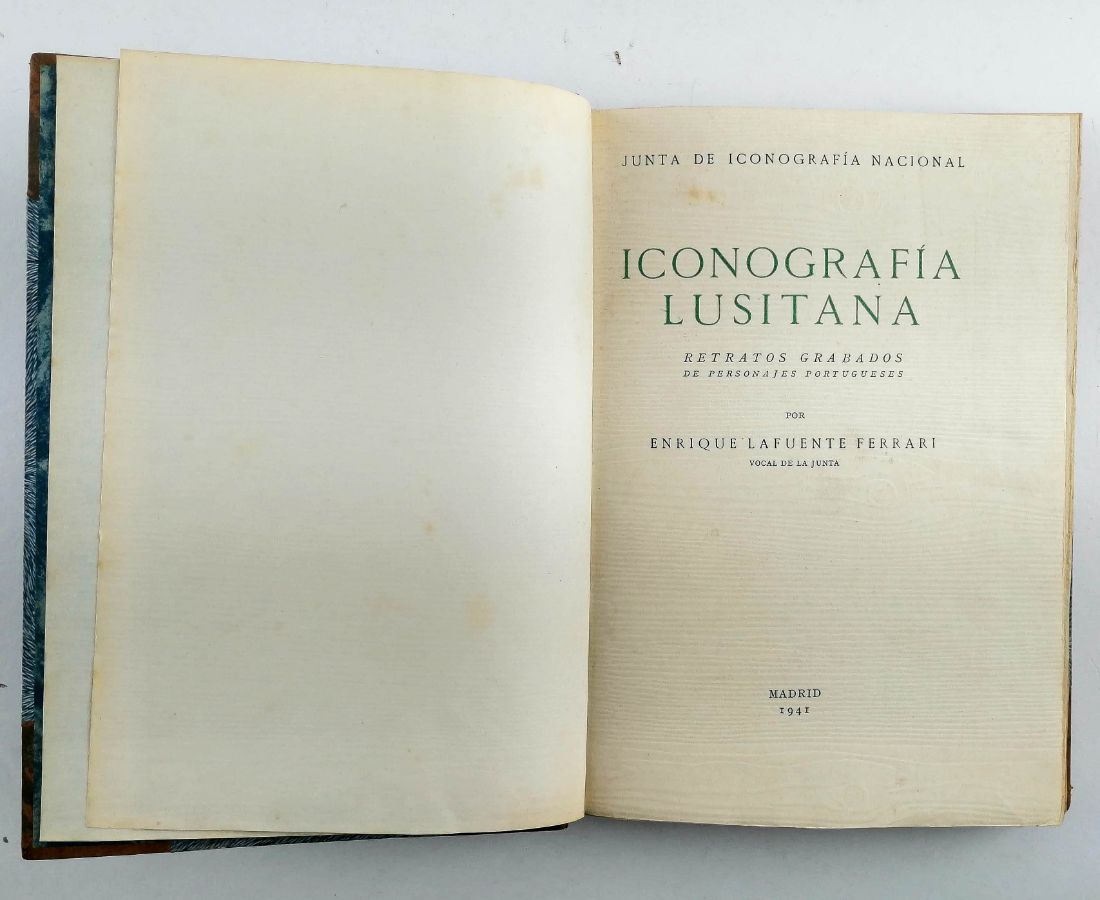 JUNTA DE ICONOGRAFÍA NACIONAL
ICONOGRAFÍA
LUSITANA
RETRATOS GRABADOS
DE PERSONAJES PORTUGUESES
POR
ENRIQUE LAFUENTE FERRARI
VOCAL DE LA JUNTA
MADRID
1941